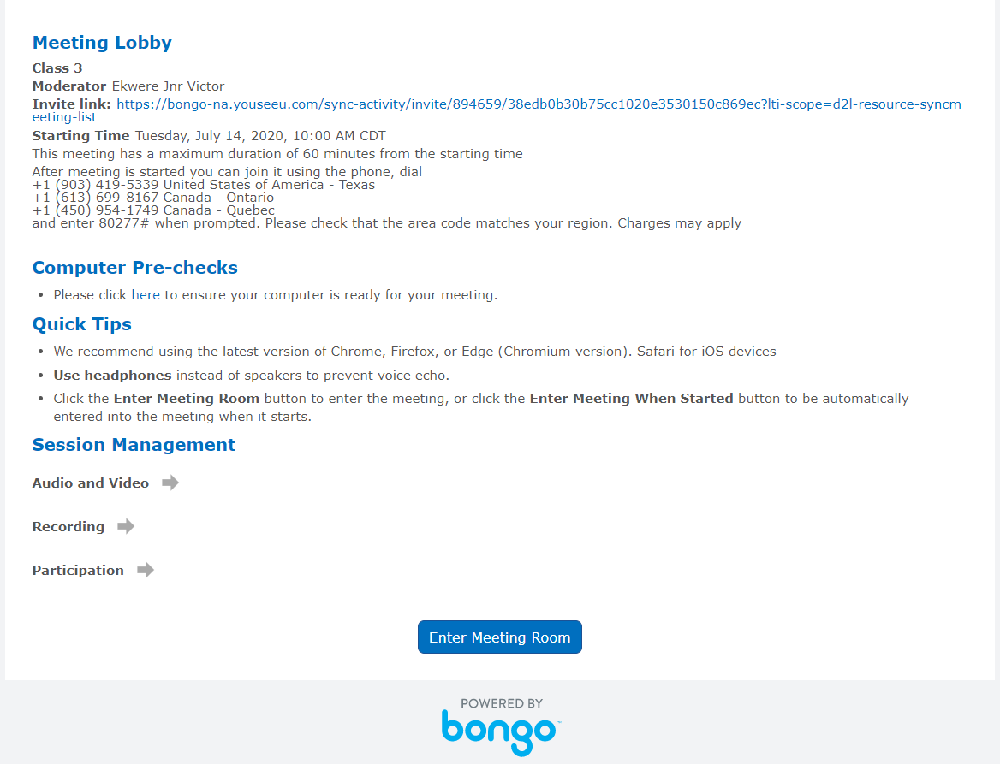 Meeting Lobby
Class 3
Moderator Ekwere Jnr Victor
Invite link: https://bongo-na.youseeu.com/sync-activity/invite/894659/38edb0b30b75cc1020e3530150c869ec?lti-scope=d2l-resource-syncm
eeting-list
Starting Time Tuesday, July 14, 2020, 10:00 AM CDT
This meeting has a maximum duration of 60 minutes from the starting time
After meeting is started you can join it using the phone, dial
+1 (903) 419-5339 United States of America - Texas
+1 (613) 699-8167 Canada - Ontario
+1 (450) 954-1749 Canada - Quebec
and enter 80277# when prompted. Please check that the area code matches your region. Charges may apply
Computer Pre-checks
• Please click here to ensure your computer is ready for your meeting.
Quick Tips
• We recommend using the latest version of Chrome, Firefox, or Edge (Chromium version). Safari for iOS devices
• Use headphones instead of speakers to prevent voice echo.
• Click the Enter Meeting Room button to enter the meeting, or click the Enter Meeting When Started button to be automatically
entered into the meeting when it starts.
Session Management
Audio and Video
Recording
Participation
Enter Meeting Room
POWERED BY
bongo™